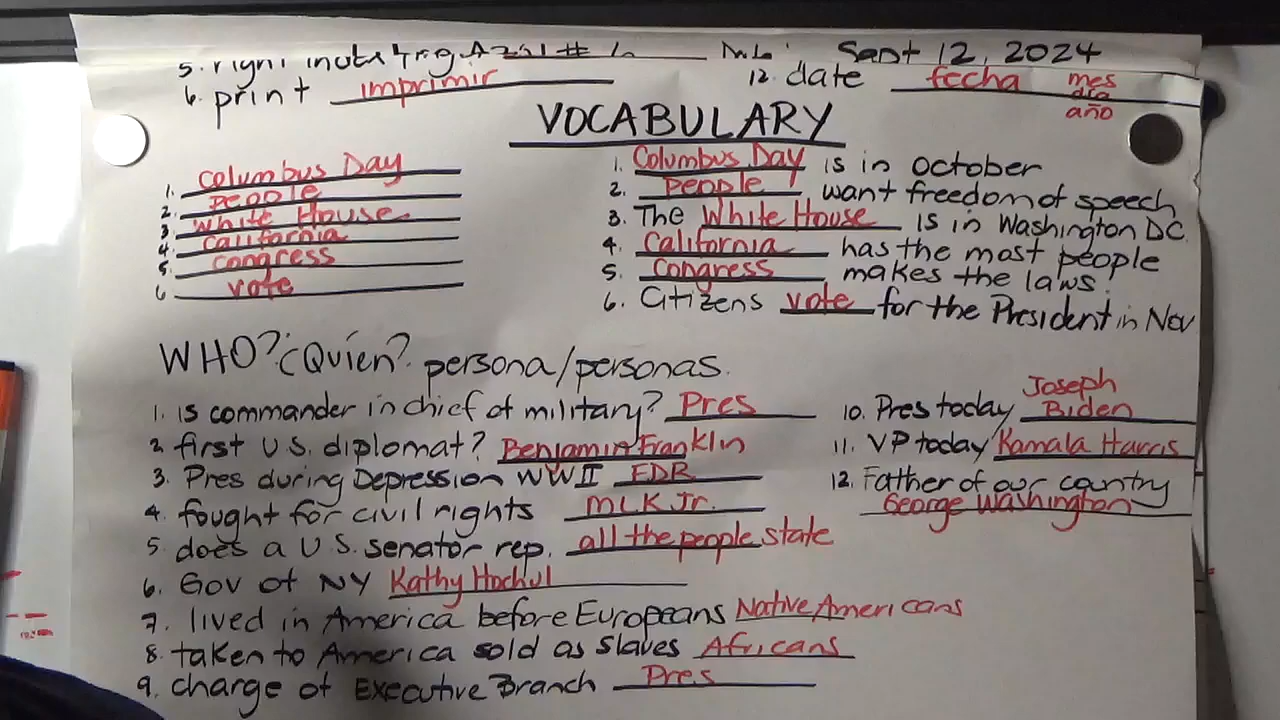 5. right index
Sept 12, 2024
6. print imprimir
12. date fecha mes día año
VOCABULARY
1. Columbus Day
2. people
3. White House
4. California
5. Congress
6. vote
1. Columbus Day is in October
2. people want freedom of speech
3. The White House is in Washington DC.
4. California has the most people
5. Congress makes the laws.
6. Citizens vote for the President in Nov
WHO? ¿Quíen? persona/personas.
1. is commander in chief of military? Pres
2. first U.S. diplomat? Benjamin Franklin
3. Pres during Depression WWII FDR
4. fought for civil rights MLK Jr.
5. does a U.S. senator rep. all the people state
6. Gov of NY Kathy Hochul
7. lived in America before Europeans Native Americans
8. taken to America sold as slaves Africans
9. charge of Executive Branch Pres
10. Pres today Joseph Biden
11. VP today Kamala Harris
12. Father of our country
George Washington